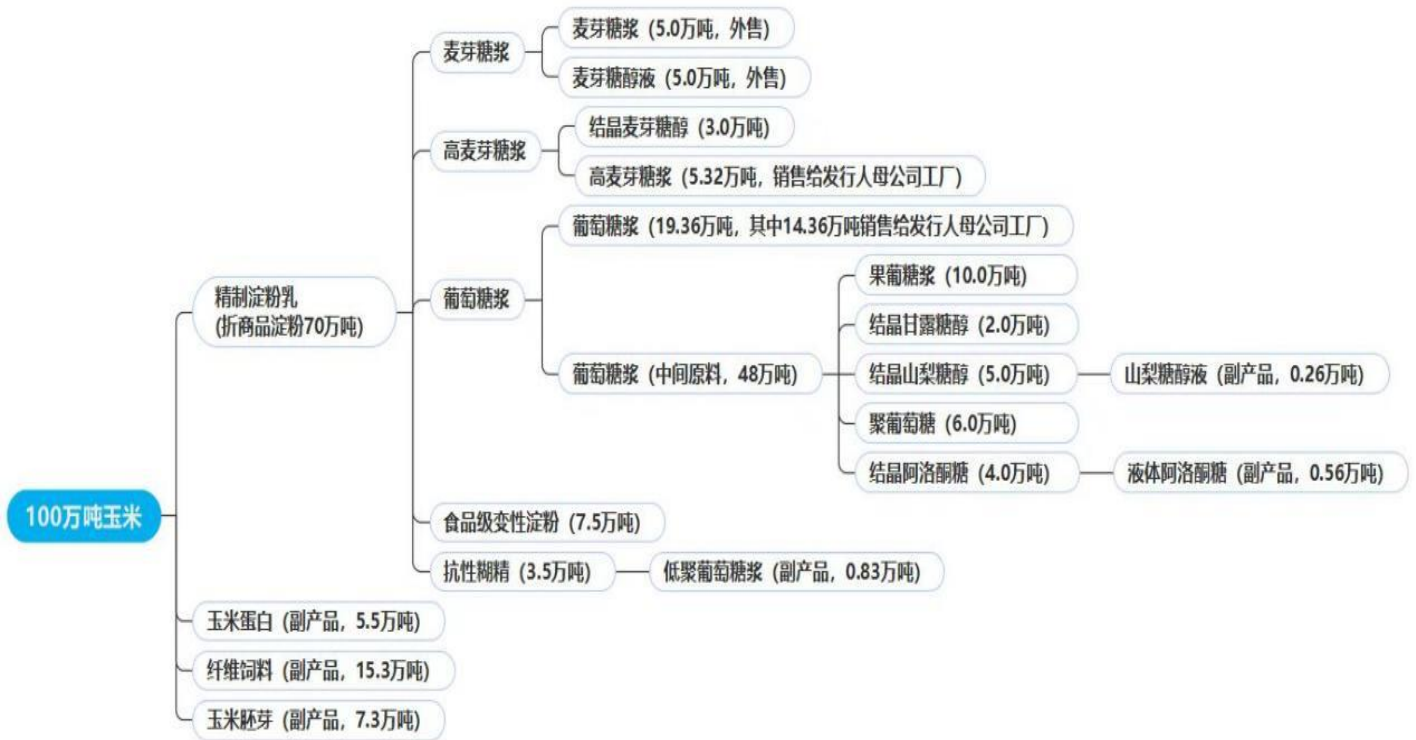 麦芽糖浆 (5.0万吨, 外售)
麦芽糖浆
麦芽糖醇液 (5.0万吨, 外售)
结晶麦芽糖醇 (3.0万吨)
高麦芽糖浆
高麦芽糖浆 (5.32万吨, 销售给发行人母公司工厂)
葡萄糖浆 (19.36万吨, 其中14.36万吨销售给发行人母公司工厂)
果葡糖浆 (10.0万吨)
精制淀粉乳
(折商品淀粉70万吨)
葡萄糖浆
结晶甘露糖醇 (2.0万吨)
葡萄糖浆 (中间原料, 48万吨)
结晶山梨糖醇 (5.0万吨)
山梨糖醇液 (副产品, 0.26万吨)
聚葡萄糖 (6.0万吨)
结晶阿洛酮糖 (4.0万吨)
液体阿洛酮糖 (副产品, 0.56万吨)
100万吨玉米
食品级变性淀粉 (7.5万吨)
抗性糊精 (3.5万吨)
低聚葡萄糖浆 (副产品, 0.83万吨)
玉米蛋白 (副产品, 5.5万吨)
纤维饲料 (副产品, 15.3万吨)
玉米胚芽 (副产品, 7.3万吨)